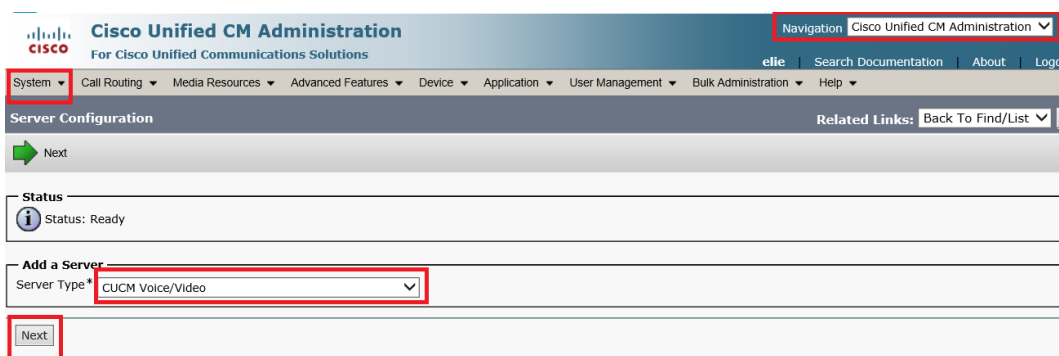 Cisco Unified CM Administration
Navigation Cisco Unified CM Administration
CISCO
For Cisco Unified Communications Solutions
elie | Search Documentation | About |
System Call Routing Media Resources Advanced Features Device Application User Management Bulk Administration Help
Server Configuration Related Links: Back To Find/List
Next
Status
Status: Ready
Add a Server
Server Type* CUCM Voice/Video
Next